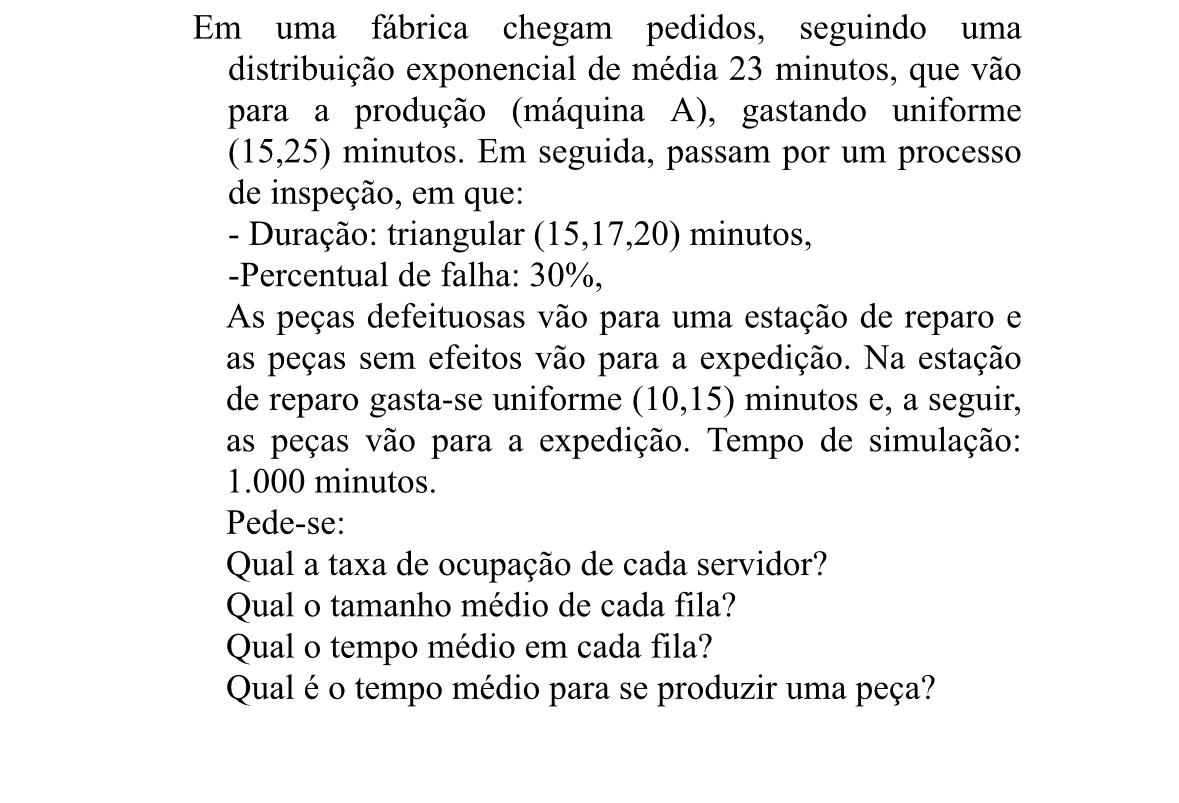 Em uma fábrica chegam pedidos, seguindo uma
distribuição exponencial de média 23 minutos, que vão
para a produção (máquina A), gastando uniforme
(15,25) minutos. Em seguida, passam por um processo
de inspeção, em que:
- Duração: triangular (15,17,20) minutos,
-Percentual de falha: 30%,
As peças defeituosas vão para uma estação de reparo e
as peças sem efeitos vão para a expedição. Na estação
de reparo gasta-se uniforme (10,15) minutos e, a seguir,
as peças vão para a expedição. Tempo de simulação:
1.000 minutos.
Pede-se:
Qual a taxa de ocupação de cada servidor?
Qual o tamanho médio de cada fila?
Qual o tempo médio em cada fila?
Qual é o tempo médio para se produzir uma peça?